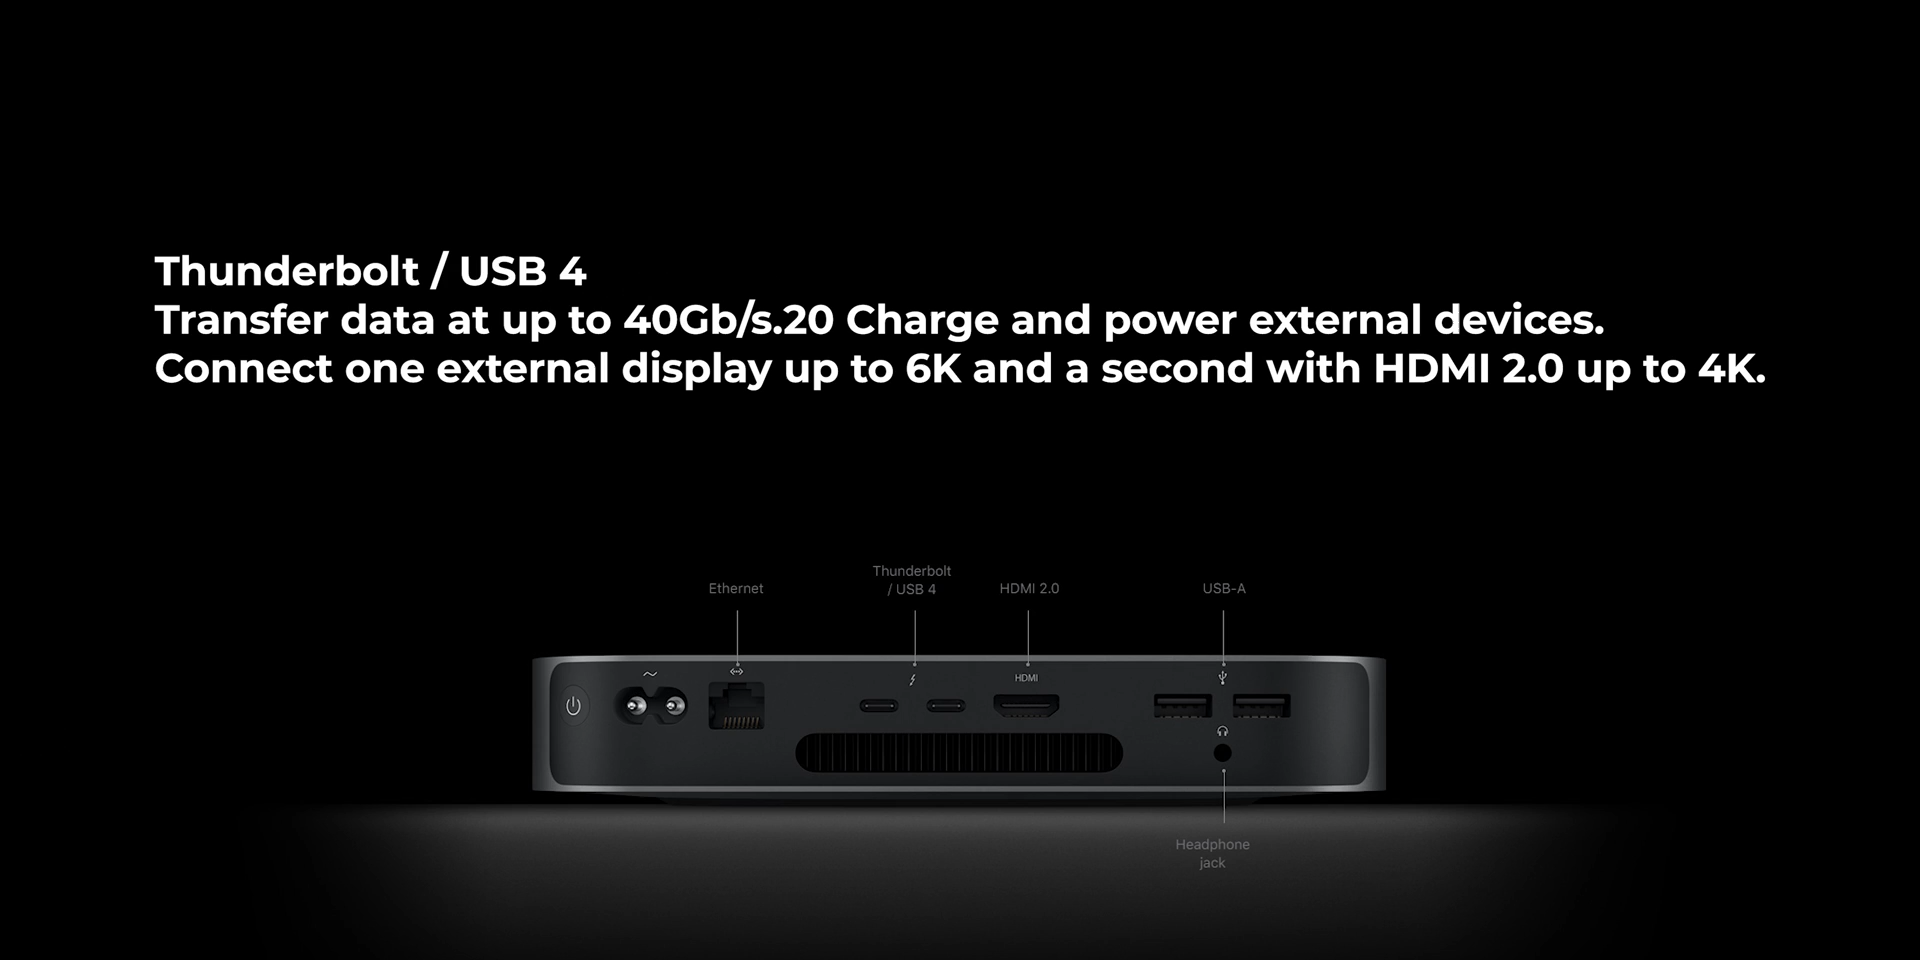 Thunderbolt / USB 4
Transfer data at up to 40Gb/s.20 Charge and power external devices.
Connect one external display up to 6K and a second with HDMI 2.0 up to 4K.
Ethernet
Thunderbolt
/ USB 4
HDMI 2.0
USB-A
HDMI
Headphone
jack